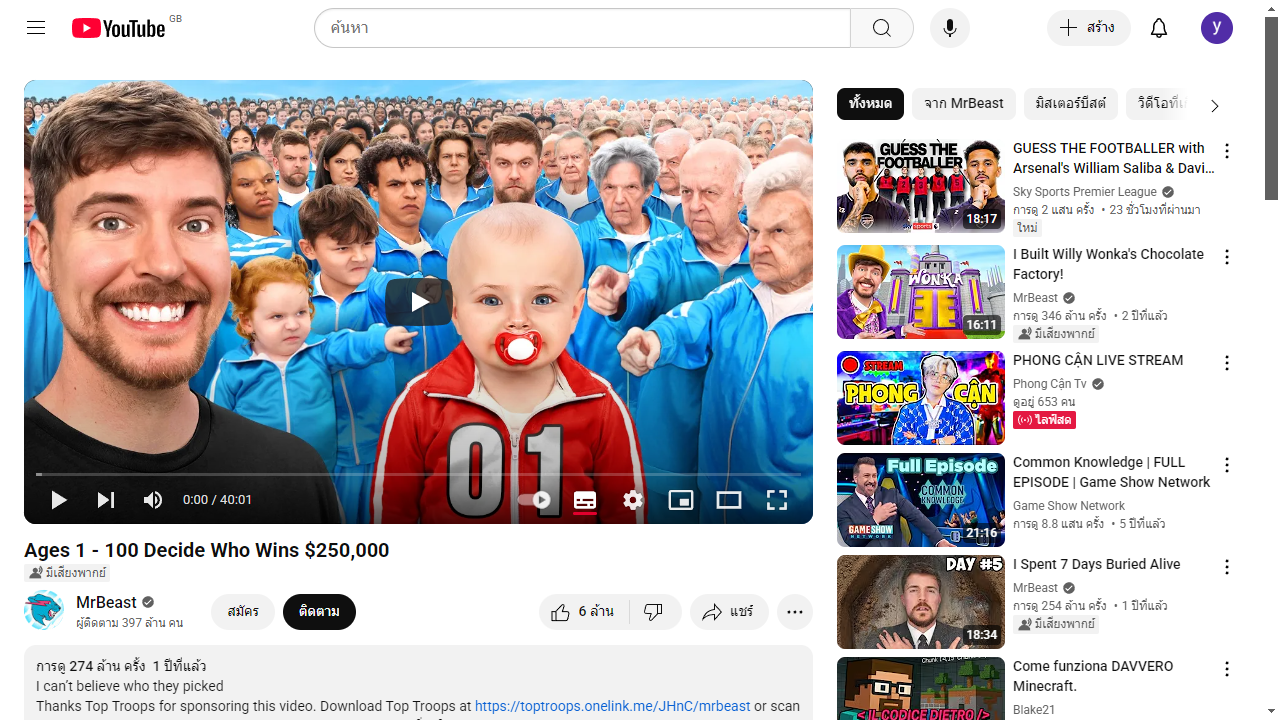 YouTube GB
ค้นหา
สร้าง
y
01
0:00 / 40:01
Ages 1 - 100 Decide Who Wins $250,000
มีเสียงพากย์
MrBeast
ผู้ติดตาม 397 ล้าน คน
สมัคร
ติดตาม
6 ล้าน
แชร์
การดู 274 ล้าน ครั้ง 1 ปีที่แล้ว
I can't believe who they picked
Thanks Top Troops for sponsoring this video. Download Top Troops at https://toptroops.onelink.me/JHnC/mrbeast or scan
ทั้งหมด
จาก MrBeast
มิสเตอร์บีสต์
วิดีโอที่
GUESS THE FOOTBALLER
sky sports
18:17
GUESS THE FOOTBALLER with
Arsenal's William Saliba & Davi...
Sky Sports Premier League
การดู 2 แสน ครั้ง • 23 ชั่วโมงที่ผ่านมา
ใหม่
WONKA
16:11
I Built Willy Wonka's Chocolate
Factory!
MrBeast
การดู 346 ล้าน ครั้ง • 2 ปีที่แล้ว
มีเสียงพากย์
STREAM
PHONG CẬN
PHONG CẬN LIVE STREAM
Phong Cận Tv
ดูอยู่ 653 คน
ไลฟ์สด
Full Episode
COMMON
KNOWLEDGE
GAME SHOW
NETWORK
21:16
Common Knowledge | FULL
EPISODE | Game Show Network
Game Show Network
การดู 8.8 แสน ครั้ง • 5 ปีที่แล้ว
DAY #5
18:34
I Spent 7 Days Buried Alive
MrBeast
การดู 254 ล้าน ครั้ง • 1 ปีที่แล้ว
มีเสียงพากย์
< IL CODICE DIETRO />
Come funziona DAVVERO
Minecraft.
Blake21